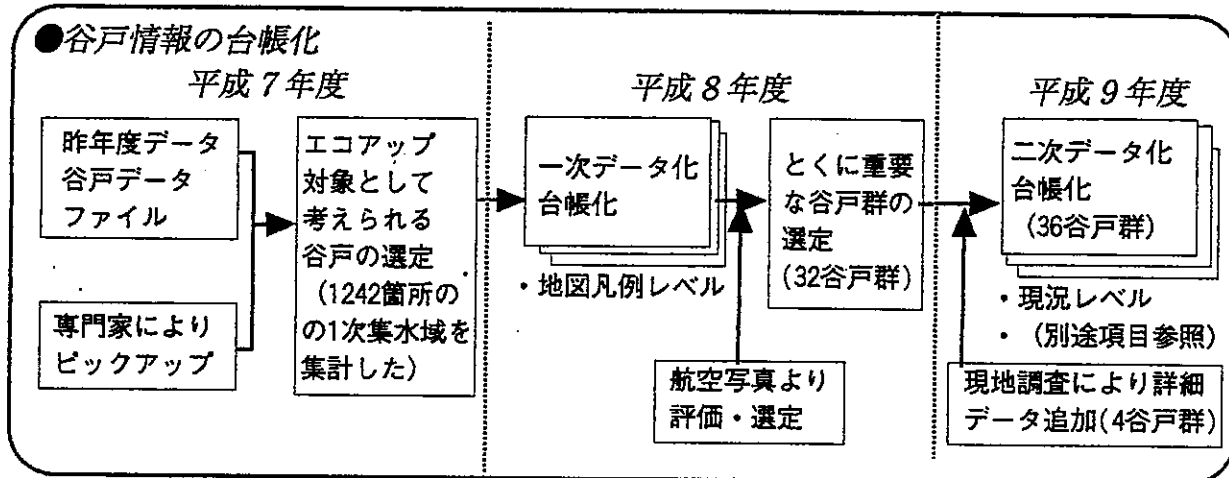 ●谷戸情報の台帳化
平成7年度
昨年度データ
谷戸データ
ファイル
専門家により
ピックアップ
エコアップ
対象として
考えられる
谷戸の選定
(1242箇所の
の1次集水域を
集計した)
平成8年度
一次データ化
台帳化
・地図凡例レベル
とくに重要
な谷戸群の
選定
(32谷戸群)
航空写真より
評価・選定
平成9年度
二次データ化
台帳化
(36谷戸群)
・現況レベル
・(別途項目参照)
現地調査により詳細
データ追加(4谷戸群)